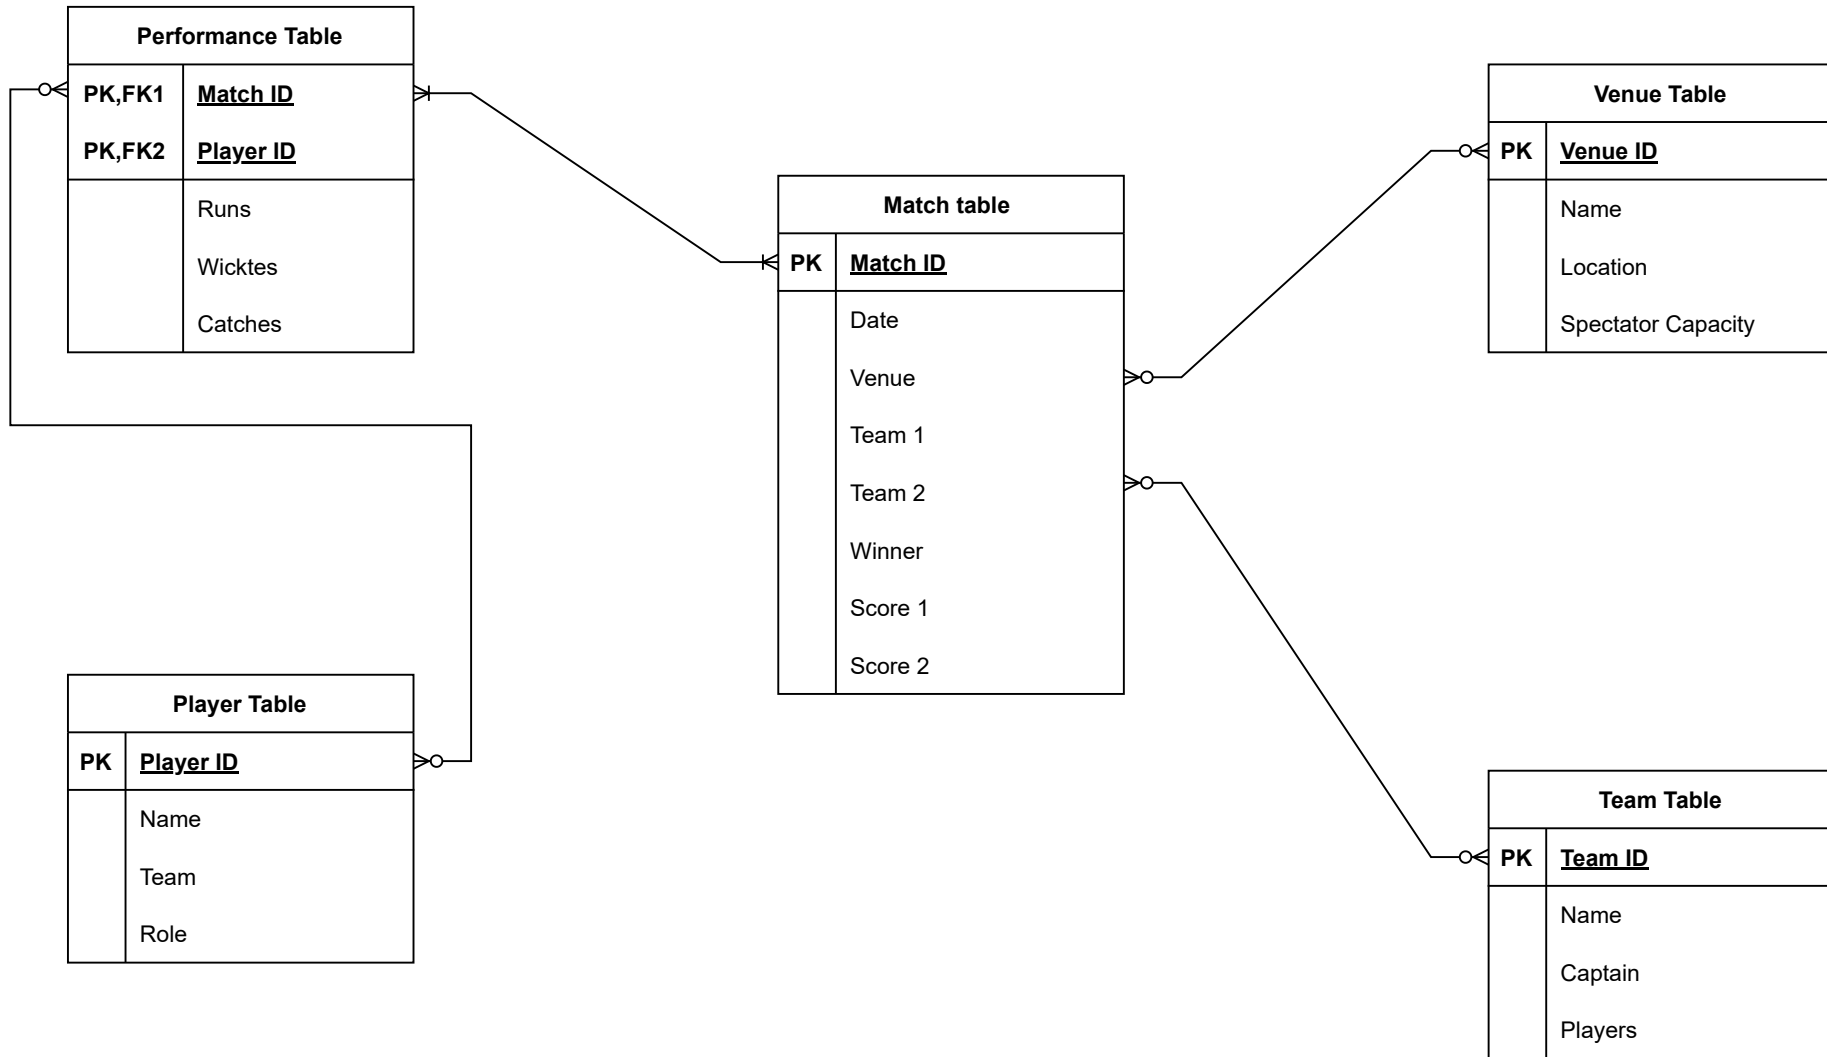 Performance Table
PK,FK1 Match ID
PK,FK2 Player ID
Runs
Wicktes
Catches
Match table
PK Match ID
Date
Venue
Team 1
Team 2
Winner
Score 1
Score 2
Venue Table
PK Venue ID
Name
Location
Spectator Capacity
Player Table
PK Player ID
Name
Team
Role
Team Table
PK Team ID
Name
Captain
Players